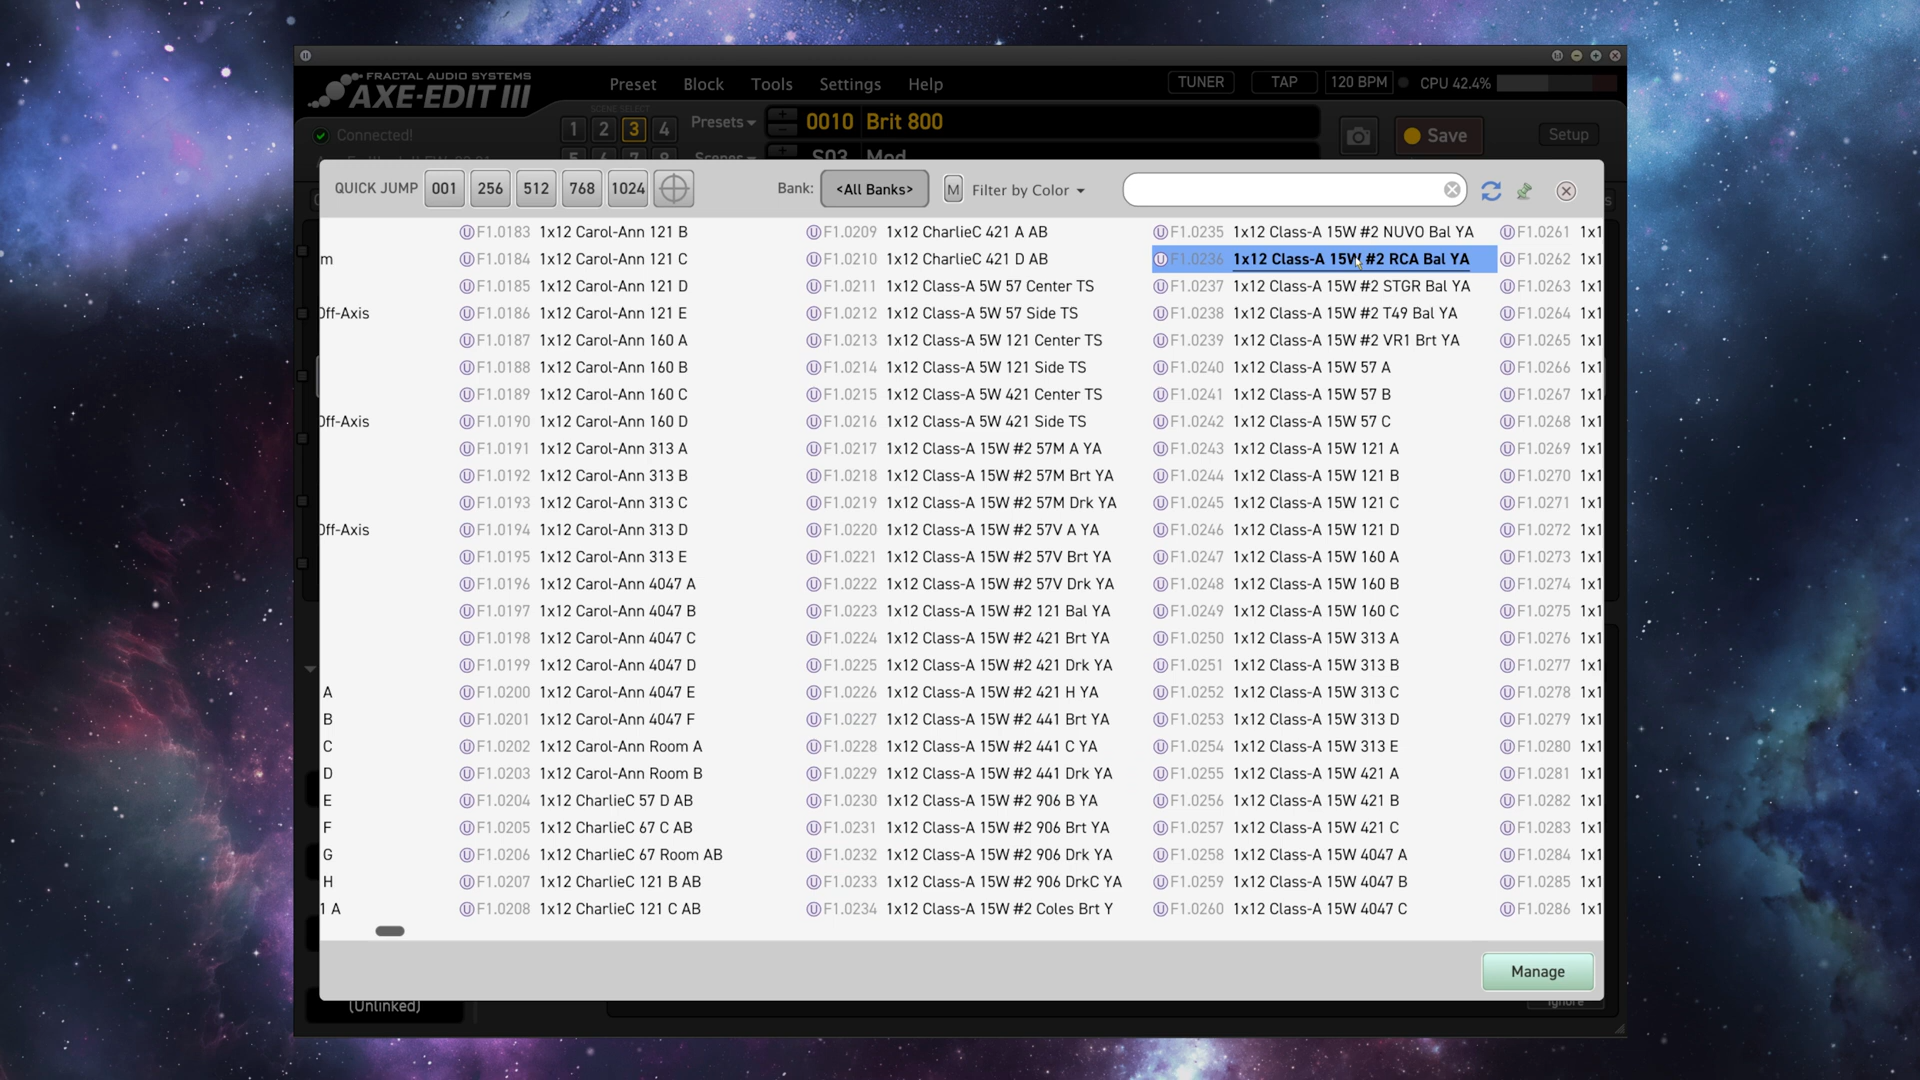 FRACTAL AUDIO SYSTEMS
AXE-EDIT III
Preset Block Tools Settings Help
TUNER TAP 120 BPM CPU 42.4%
SCENE SELECT
Connected!
1 2 3 4
Presets
0010 Brit 800
Save
Setup
Scenes
S03 Mod
QUICK JUMP 001 256 512 768 1024
Bank: <All Banks> M Filter by Color
m
Off-Axis
Off-Axis
Off-Axis
A
B
C
D
E
F
G
H
1 A
F1.0183 1x12 Carol-Ann 121 B
F1.0184 1x12 Carol-Ann 121 C
F1.0185 1x12 Carol-Ann 121 D
F1.0186 1x12 Carol-Ann 121 E
F1.0187 1x12 Carol-Ann 160 A
F1.0188 1x12 Carol-Ann 160 B
F1.0189 1x12 Carol-Ann 160 C
F1.0190 1x12 Carol-Ann 160 D
F1.0191 1x12 Carol-Ann 313 A
F1.0192 1x12 Carol-Ann 313 B
F1.0193 1x12 Carol-Ann 313 C
F1.0194 1x12 Carol-Ann 313 D
F1.0195 1x12 Carol-Ann 313 E
F1.0196 1x12 Carol-Ann 4047 A
F1.0197 1x12 Carol-Ann 4047 B
F1.0198 1x12 Carol-Ann 4047 C
F1.0199 1x12 Carol-Ann 4047 D
F1.0200 1x12 Carol-Ann 4047 E
F1.0201 1x12 Carol-Ann 4047 F
F1.0202 1x12 Carol-Ann Room A
F1.0203 1x12 Carol-Ann Room B
F1.0204 1x12 CharlieC 57 D AB
F1.0205 1x12 CharlieC 67 C AB
F1.0206 1x12 CharlieC 67 Room AB
F1.0207 1x12 CharlieC 121 B AB
F1.0208 1x12 CharlieC 121 C AB
F1.0209 1x12 CharlieC 421 A AB
F1.0210 1x12 CharlieC 421 D AB
F1.0211 1x12 Class-A 5W 57 Center TS
F1.0212 1x12 Class-A 5W 57 Side TS
F1.0213 1x12 Class-A 5W 121 Center TS
F1.0214 1x12 Class-A 5W 121 Side TS
F1.0215 1x12 Class-A 5W 421 Center TS
F1.0216 1x12 Class-A 5W 421 Side TS
F1.0217 1x12 Class-A 15W #2 57M A YA
F1.0218 1x12 Class-A 15W #2 57M Brt YA
F1.0219 1x12 Class-A 15W #2 57M Drk YA
F1.0220 1x12 Class-A 15W #2 57V A YA
F1.0221 1x12 Class-A 15W #2 57V Brt YA
F1.0222 1x12 Class-A 15W #2 57V Drk YA
F1.0223 1x12 Class-A 15W #2 121 Bal YA
F1.0224 1x12 Class-A 15W #2 421 Brt YA
F1.0225 1x12 Class-A 15W #2 421 Drk YA
F1.0226 1x12 Class-A 15W #2 421 H YA
F1.0227 1x12 Class-A 15W #2 441 Brt YA
F1.0228 1x12 Class-A 15W #2 441 C YA
F1.0229 1x12 Class-A 15W #2 441 Drk YA
F1.0230 1x12 Class-A 15W #2 906 B YA
F1.0231 1x12 Class-A 15W #2 906 Brt YA
F1.0232 1x12 Class-A 15W #2 906 Drk YA
F1.0233 1x12 Class-A 15W #2 906 DrkC YA
F1.0234 1x12 Class-A 15W #2 Coles Brt Y
F1.0235 1x12 Class-A 15W #2 NUVO Bal YA
F1.0236 1x12 Class-A 15W #2 RCA Bal YA
F1.0237 1x12 Class-A 15W #2 STGR Bal YA
F1.0238 1x12 Class-A 15W #2 T49 Bal YA
F1.0239 1x12 Class-A 15W #2 VR1 Brt YA
F1.0240 1x12 Class-A 15W 57 A
F1.0241 1x12 Class-A 15W 57 B
F1.0242 1x12 Class-A 15W 57 C
F1.0243 1x12 Class-A 15W 121 A
F1.0244 1x12 Class-A 15W 121 B
F1.0245 1x12 Class-A 15W 121 C
F1.0246 1x12 Class-A 15W 121 D
F1.0247 1x12 Class-A 15W 160 A
F1.0248 1x12 Class-A 15W 160 B
F1.0249 1x12 Class-A 15W 160 C
F1.0250 1x12 Class-A 15W 313 A
F1.0251 1x12 Class-A 15W 313 B
F1.0252 1x12 Class-A 15W 313 C
F1.0253 1x12 Class-A 15W 313 D
F1.0254 1x12 Class-A 15W 313 E
F1.0255 1x12 Class-A 15W 421 A
F1.0256 1x12 Class-A 15W 421 B
F1.0257 1x12 Class-A 15W 421 C
F1.0258 1x12 Class-A 15W 4047 A
F1.0259 1x12 Class-A 15W 4047 B
F1.0260 1x12 Class-A 15W 4047 C
F1.0261 1x1
F1.0262 1x1
F1.0263 1x1
F1.0264 1x1
F1.0265 1x1
F1.0266 1x1
F1.0267 1x1
F1.0268 1x1
F1.0269 1x1
F1.0270 1x1
F1.0271 1x1
F1.0272 1x1
F1.0273 1x1
F1.0274 1x1
F1.0275 1x1
F1.0276 1x1
F1.0277 1x1
F1.0278 1x1
F1.0279 1x1
F1.0280 1x1
F1.0281 1x1
F1.0282 1x1
F1.0283 1x1
F1.0284 1x1
F1.0285 1x1
F1.0286 1x1
Manage
(Unlinked)
Ignore